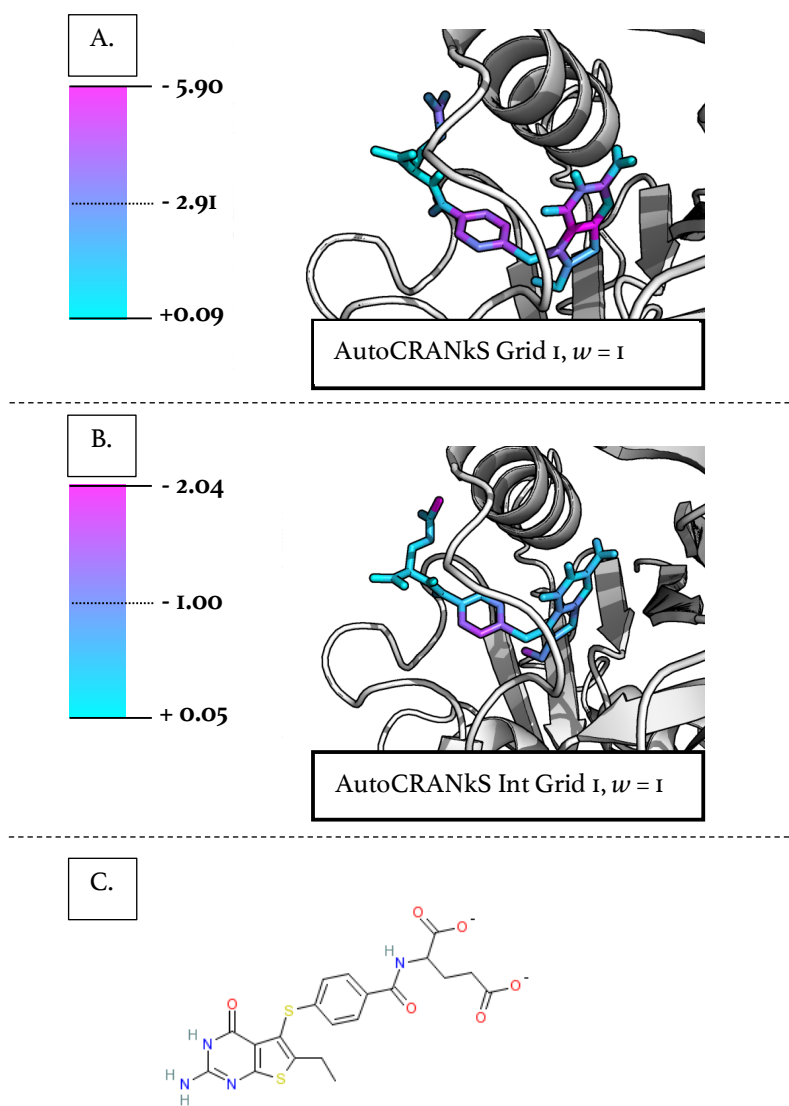 A.
- 5.90
- 2.91
+0.09
AutoCRANkS Grid 1, w = 1
B.
- 2.04
- 1.00
+ 0.05
AutoCRANkS Int Grid 1, w = 1
C.
O
O
O-
H
N
O-
O
O
S
O
H
N
H
N
N
S
H